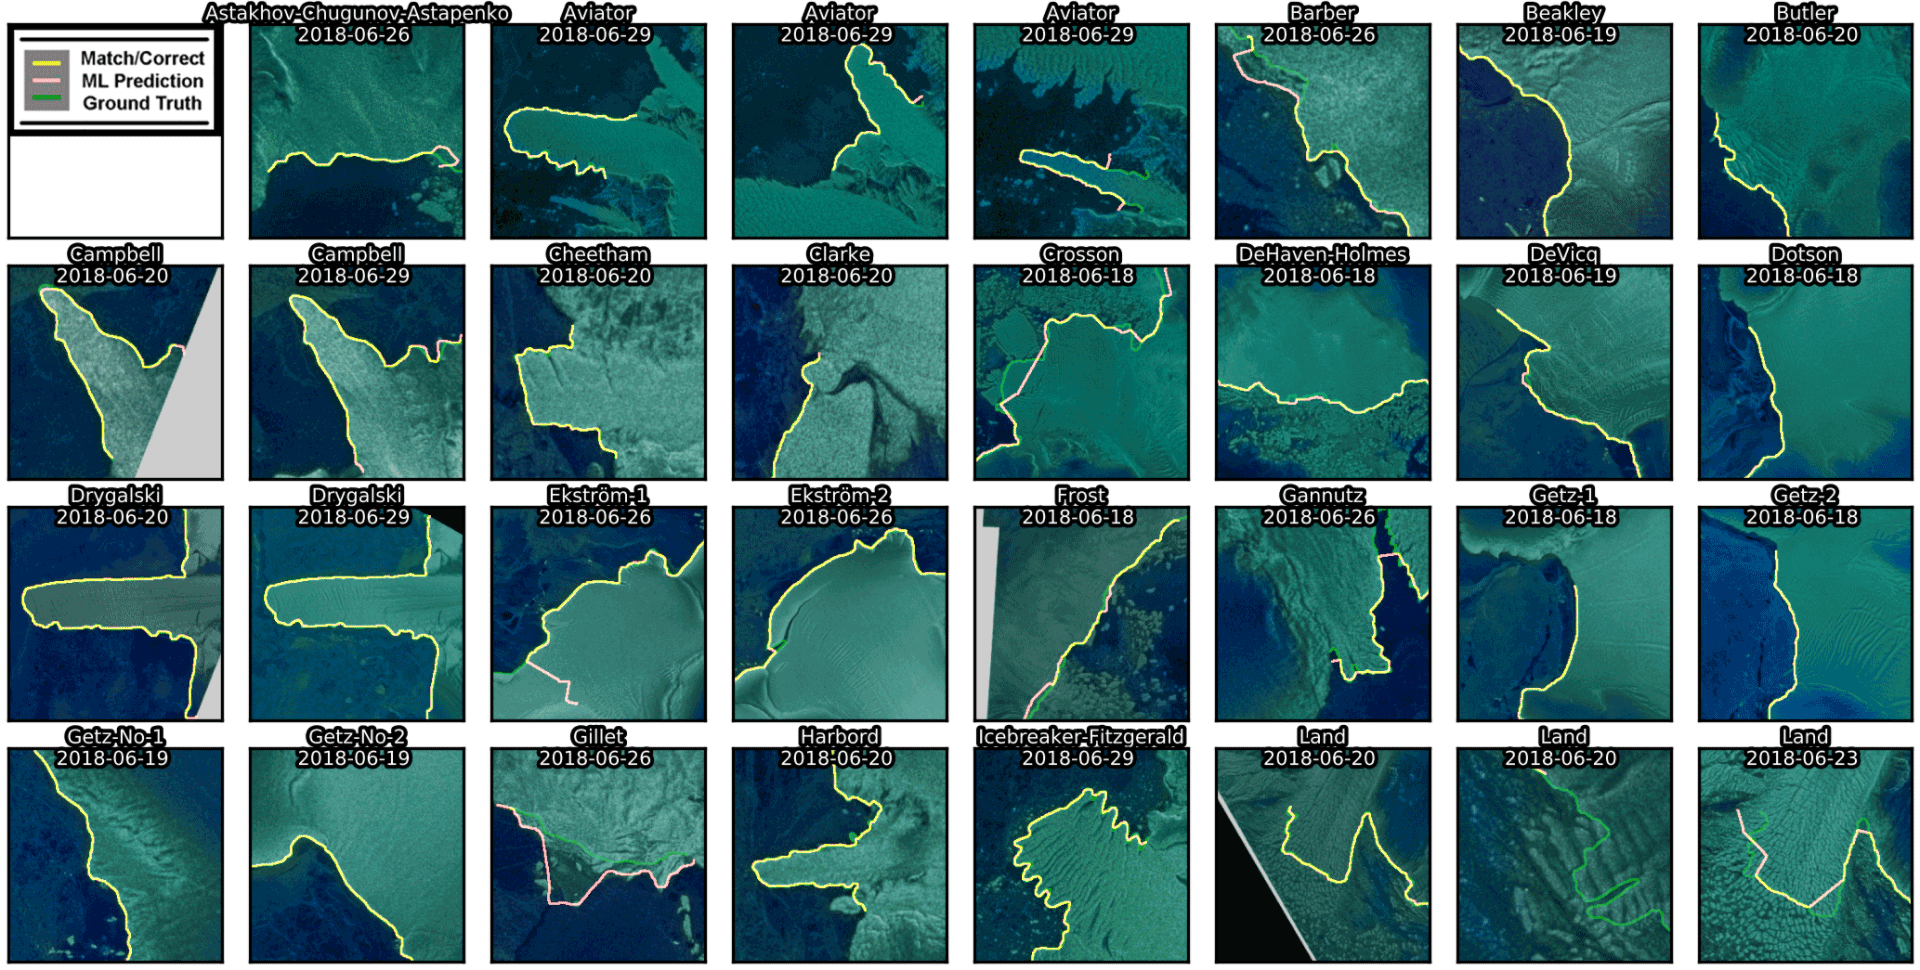 Match/Correct
ML Prediction
Ground Truth
Astakhov-Chugunov-Astapenko
2018-06-26
Aviator
2018-06-29
Aviator
2018-06-29
Aviator
2018-06-29
Barber
2018-06-26
Beakley
2018-06-19
Butler
2018-06-20
Campbell
2018-06-20
Campbell
2018-06-29
Cheetham
2018-06-20
Clarke
2018-06-20
Crosson
2018-06-18
DeHaven-Holmes
2018-06-18
DeVicq
2018-06-19
Dotson
2018-06-18
Drygalski
2018-06-20
Drygalski
2018-06-29
Ekström-1
2018-06-26
Ekström-2
2018-06-26
Frost
2018-06-18
Gannutz
2018-06-26
Getz-1
2018-06-18
Getz-2
2018-06-18
Getz-No-1
2018-06-19
Getz-No-2
2018-06-19
Gillet
2018-06-26
Harbord
2018-06-20
Icebreaker-Fitzgerald
2018-06-29
Land
2018-06-20
Land
2018-06-20
Land
2018-06-23